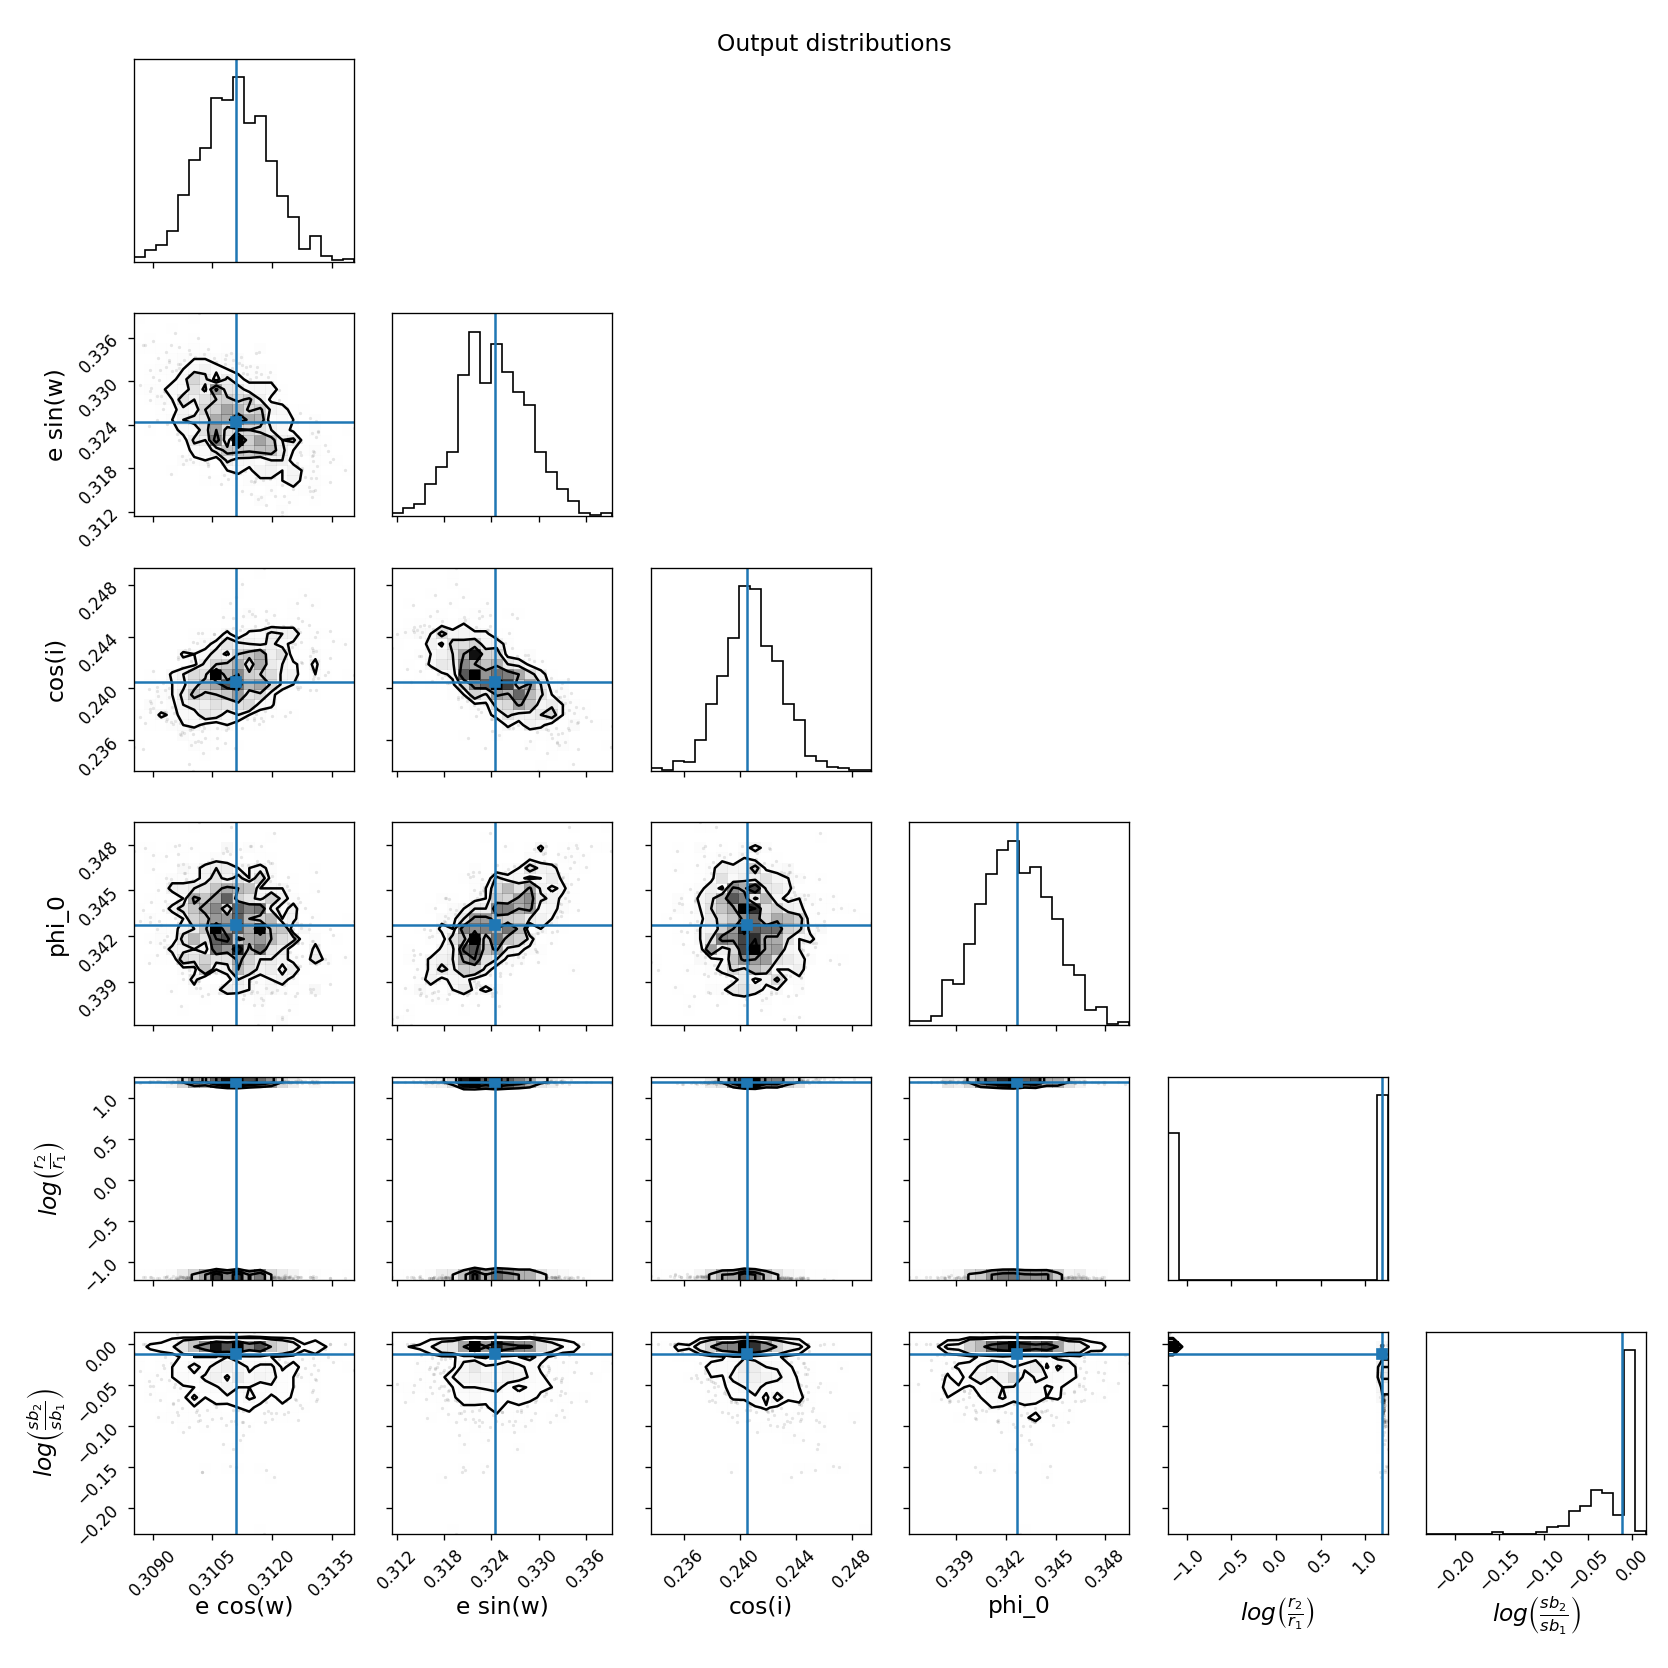 Output distributions
e sin(w)
0.336
0.330
0.324
0.318
0.312
cos(i)
0.248
0.244
0.240
0.236
phi_0
0.348
0.345
0.342
0.339
log(r2/r1)
1.0
0.5
0.0
−0.5
−1.0
log(sb2/sb1)
0.00
−0.05
−0.10
−0.15
−0.20
0.3090 0.3105 0.3120 0.3135
0.312 0.318 0.324 0.330 0.336
0.236 0.240 0.244 0.248
0.339 0.342 0.345 0.348
−1.0 −0.5 0.0 0.5 1.0
−0.20 −0.15 −0.10 −0.05 0.00
e cos(w)
e sin(w)
cos(i)
phi_0
log(r2/r1)
log(sb2/sb1)